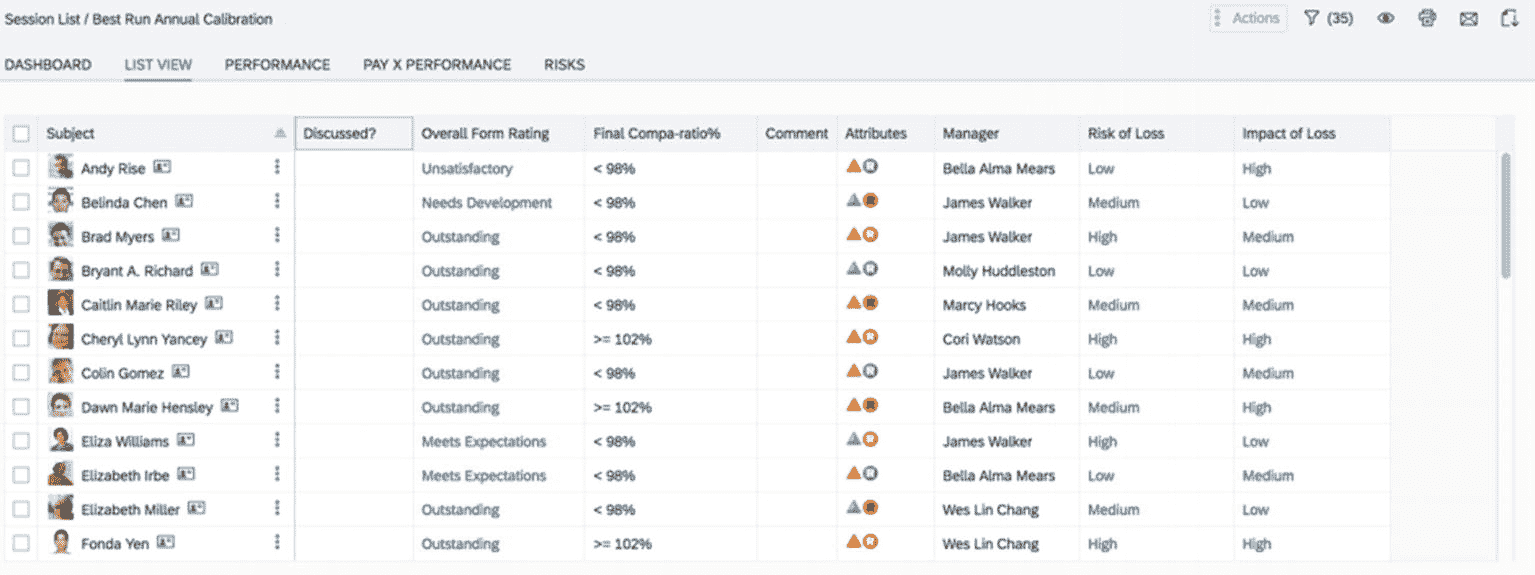 Session List / Best Run Annual Calibration Actions (35)
DASHBOARD LIST VIEW PERFORMANCE PAY X PERFORMANCE RISKS
Subject Discussed? Overall Form Rating Final Compa-ratio% Comment Attributes Manager Risk of Loss Impact of Loss
Andy Rise Unsatisfactory < 98% Bella Alma Mears Low High
Belinda Chen Needs Development < 98% James Walker Medium Low
Brad Myers Outstanding < 98% James Walker High Medium
Bryant A. Richard Outstanding < 98% Molly Huddleston Low Low
Caitlin Marie Riley Outstanding < 98% Marcy Hooks Medium Medium
Cheryl Lynn Yancey Outstanding >= 102% Cori Watson High High
Colin Gomez Outstanding < 98% James Walker Low Medium
Dawn Marie Hensley Outstanding >= 102% Bella Alma Mears Medium High
Eliza Williams Meets Expectations < 98% James Walker High Low
Elizabeth Irbe Meets Expectations < 98% Bella Alma Mears Low Medium
Elizabeth Miller Outstanding < 98% Wes Lin Chang Medium Low
Fonda Yen Outstanding >= 102% Wes Lin Chang High High